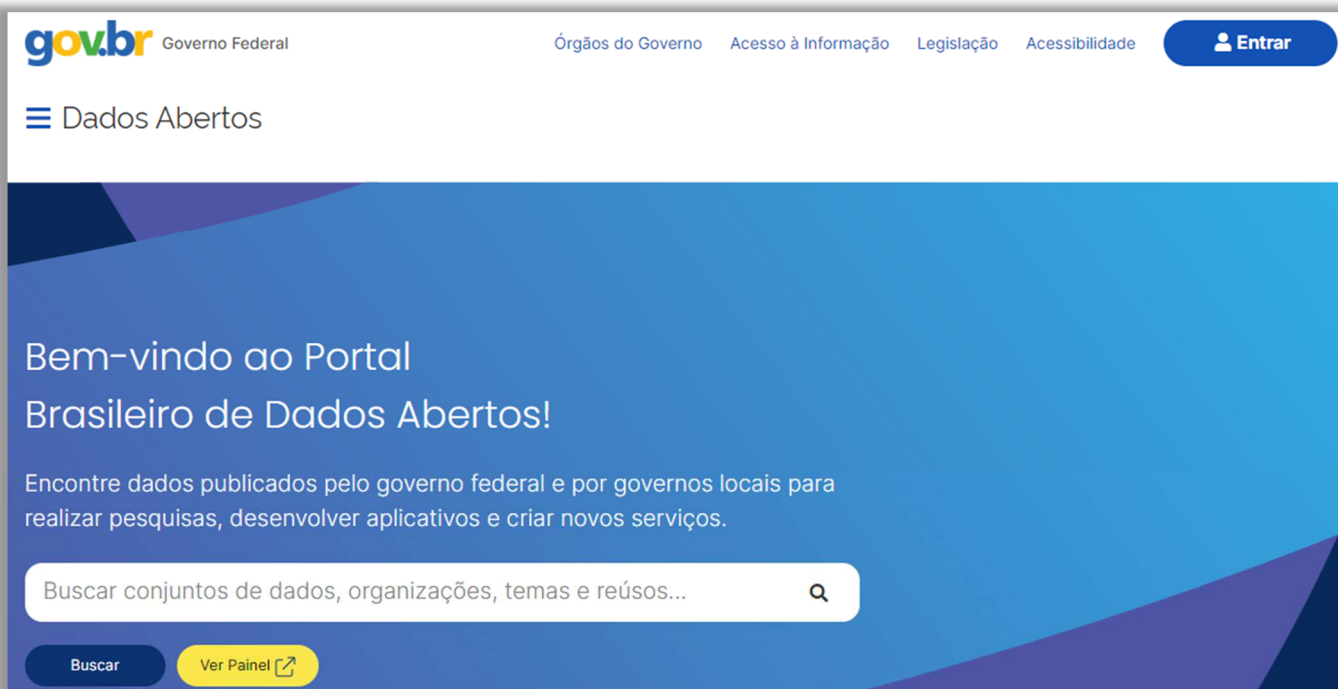 gov.br Governo Federal
Órgãos do Governo Acesso à Informação Legislação Acessibilidade Entrar
Dados Abertos
Bem-vindo ao Portal
Brasileiro de Dados Abertos!
Encontre dados publicados pelo governo federal e por governos locais para
realizar pesquisas, desenvolver aplicativos e criar novos serviços.
Buscar conjuntos de dados, organizações, temas e reúsos...
Buscar Ver Painel